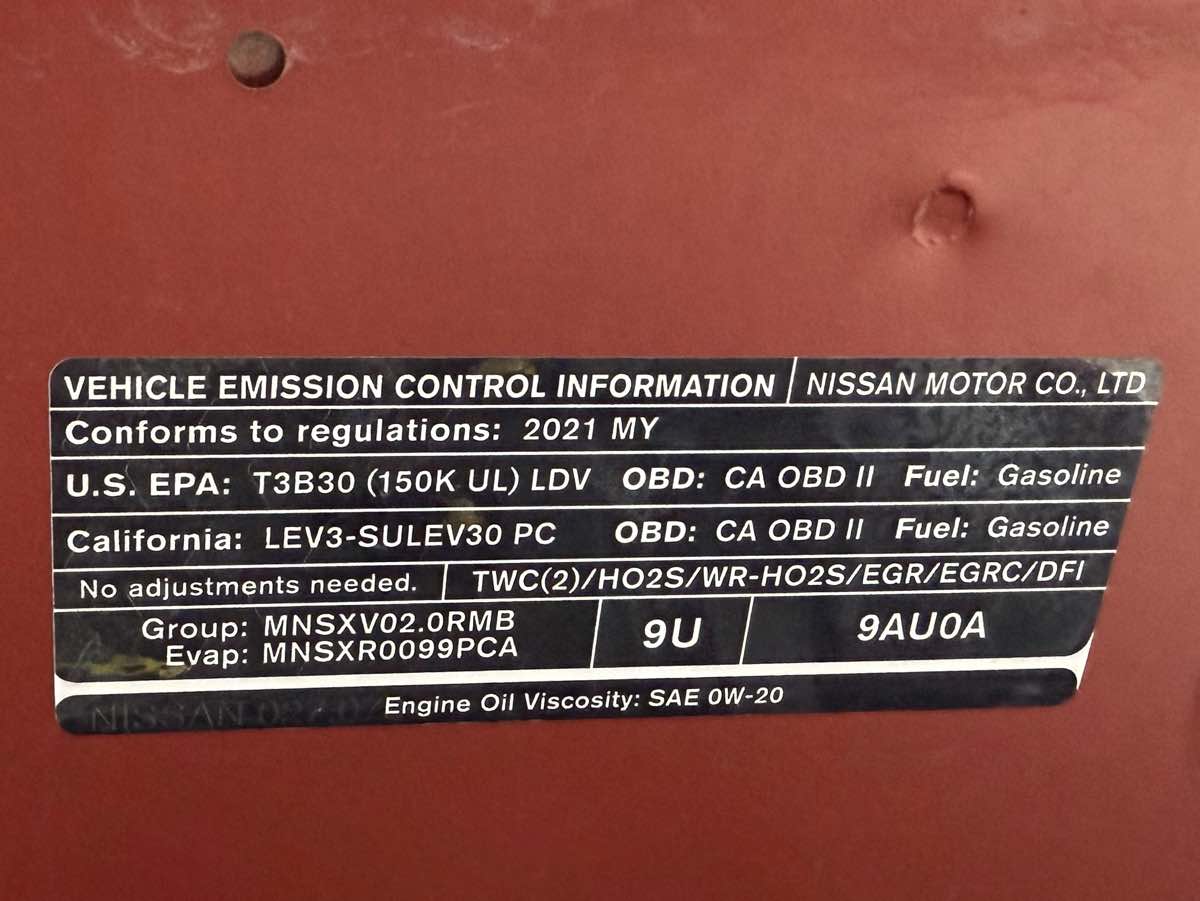 VEHICLE EMISSION CONTROL INFORMATION NISSAN MOTOR CO., LTD
Conforms to regulations: 2021 MY
U.S. EPA: T3B30 (150K UL) LDV OBD: CA OBD II Fuel: Gasoline
California: LEV3-SULEV30 PC OBD: CA OBD II Fuel: Gasoline
No adjustments needed. TWC(2)/HO2S/WR-HO2S/EGR/EGRC/DFI
Group: MNSXV02.0RMB
Evap: MNSXR0099PCA
9U
9AU0A
Engine Oil Viscosity: SAE 0W-20
NISSAN